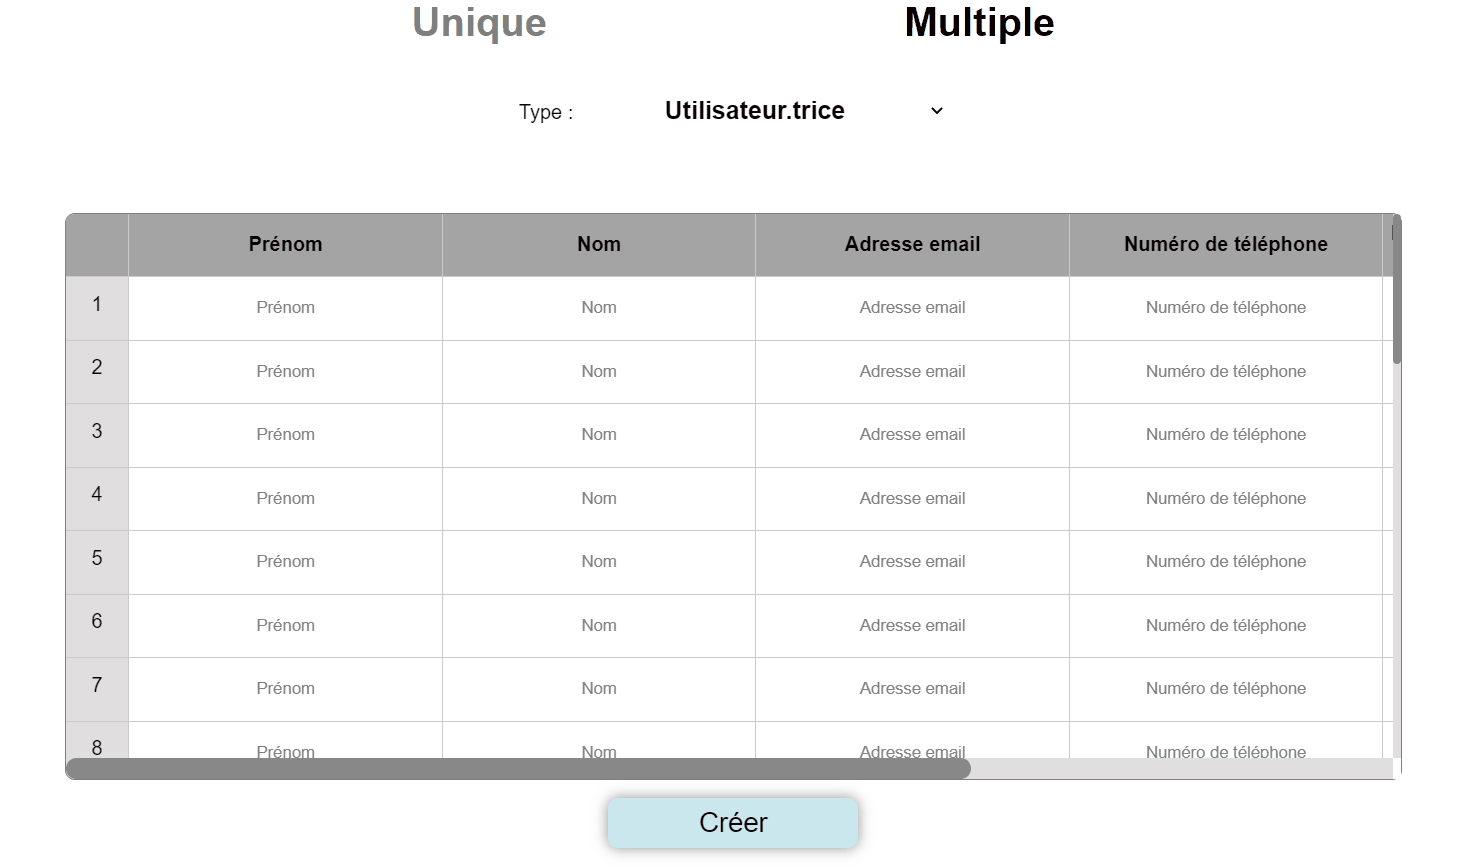 Unique Multiple
Type : Utilisateur.trice
Prénom Nom Adresse email Numéro de téléphone
1 Prénom Nom Adresse email Numéro de téléphone
2 Prénom Nom Adresse email Numéro de téléphone
3 Prénom Nom Adresse email Numéro de téléphone
4 Prénom Nom Adresse email Numéro de téléphone
5 Prénom Nom Adresse email Numéro de téléphone
6 Prénom Nom Adresse email Numéro de téléphone
7 Prénom Nom Adresse email Numéro de téléphone
8 Prénom Nom Adresse email Numéro de téléphone
Créer